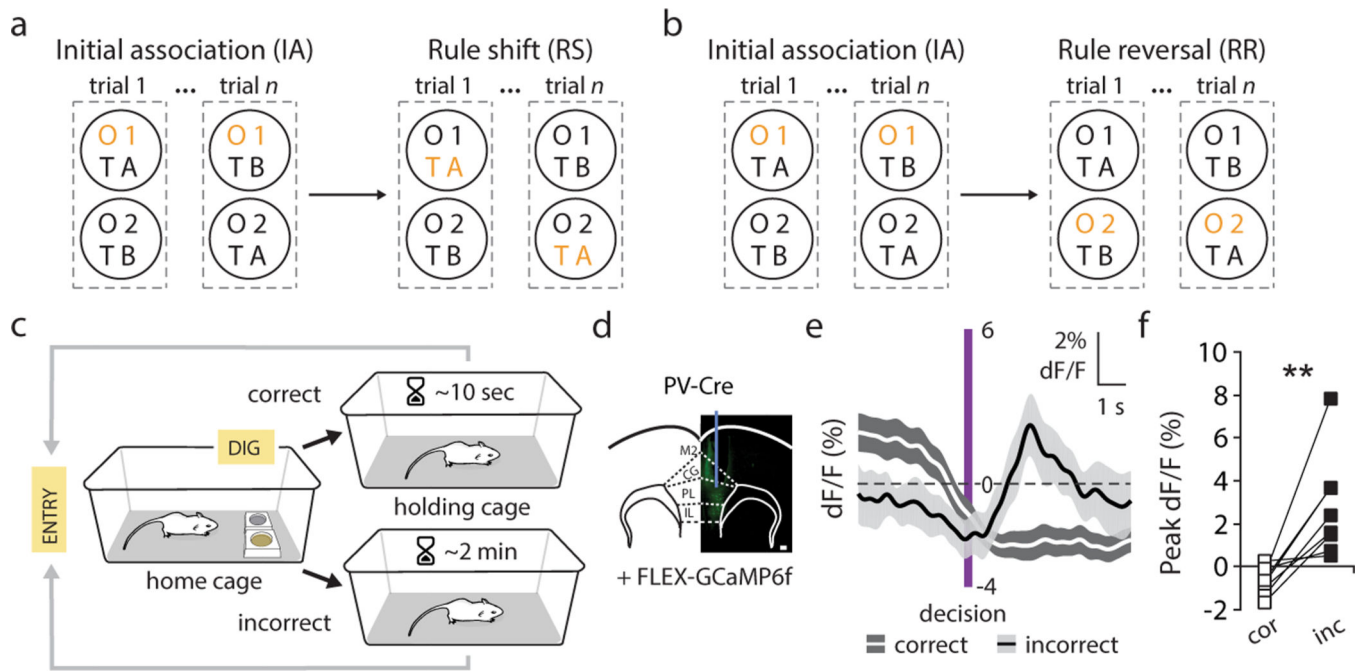 a
Initial association (IA)
Rule shift (RS)
trial 1 ... trial n
trial 1 ... trial n
O 1
T A
O 1
T B
O 1
T A
O 1
T B
O 2
T B
O 2
T A
O 2
T B
O 2
T A
b
Initial association (IA)
Rule reversal (RR)
trial 1 ... trial n
trial 1 ... trial n
O 1
T A
O 1
T B
O 1
T A
O 1
T B
O 2
T B
O 2
T A
O 2
T B
O 2
T A
c
correct
~10 sec
DIG
ENTRY
holding cage
home cage
~2 min
incorrect
d
PV-Cre
M2
CG
PL
IL
+ FLEX-GCaMP6f
e
6
2%
dF/F
1 s
dF/F (%)
0
-4
decision
correct
incorrect
f
10
**
8
6
4
2
0
-2
Peak dF/F (%)
cor
inc